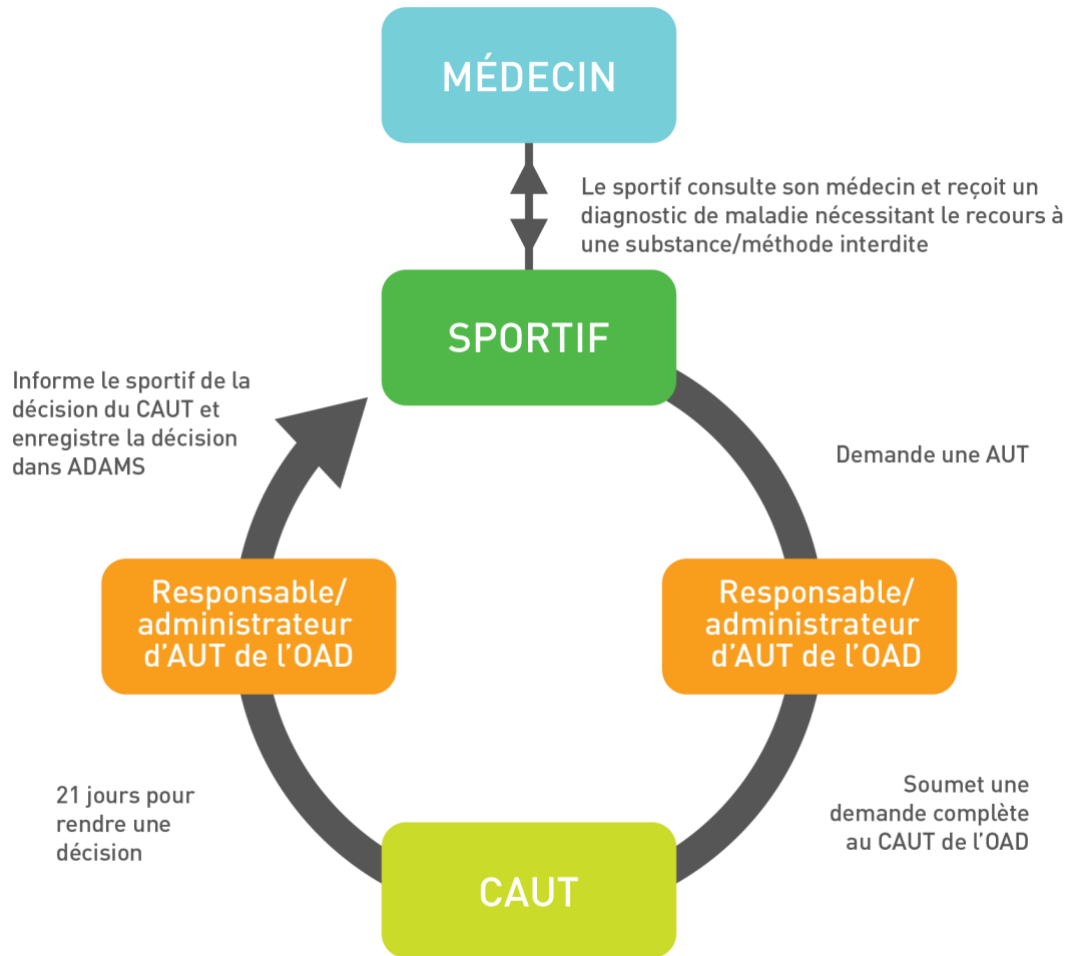 MÉDECIN
Le sportif consulte son médecin et reçoit un
diagnostic de maladie nécessitant le recours à
une substance/méthode interdite
SPORTIF
Informe le sportif de la
décision du CAUT et
enregistre la décision
dans ADAMS
Demande une AUT
Responsable/
administrateur
d'AUT de l'OAD
Responsable/
administrateur
d'AUT de l'OAD
21 jours pour
rendre une
décision
Soumet une
demande complète
au CAUT de l'OAD
CAUT